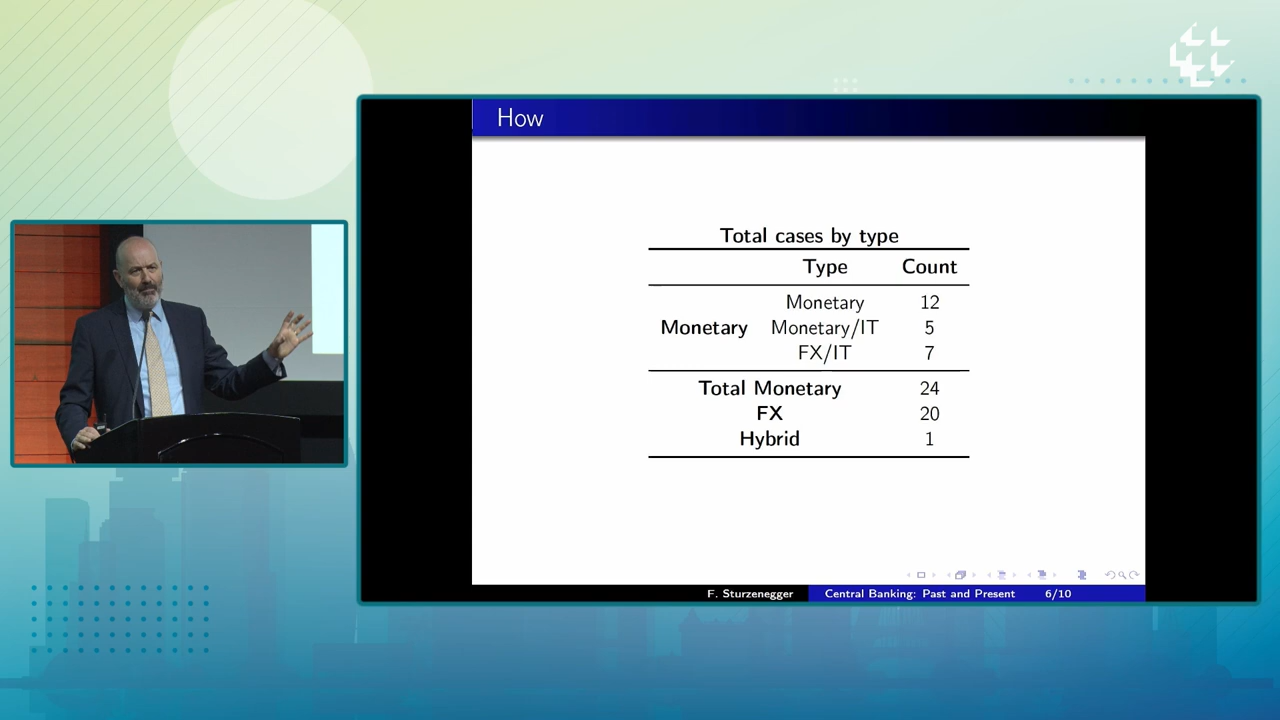 How
Total cases by type
Type Count
Monetary 12
Monetary Monetary/IT 5
FX/IT 7
Total Monetary 24
FX 20
Hybrid 1
F. Sturzenegger Central Banking: Past and Present 6/10